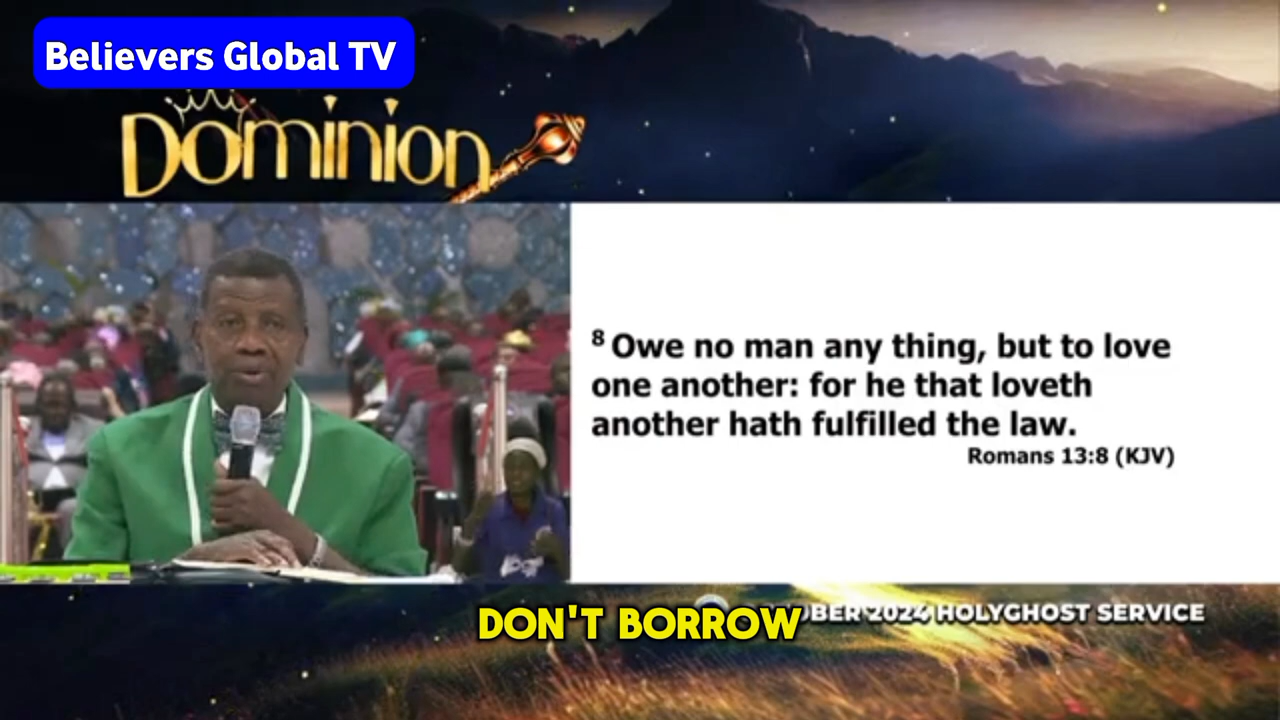 Believers Global TV
Dominion
8 Owe no man any thing, but to love
one another: for he that loveth
another hath fulfilled the law.
Romans 13:8 (KJV)
DON'T BORROW
2024 HOLYGHOST SERVICE